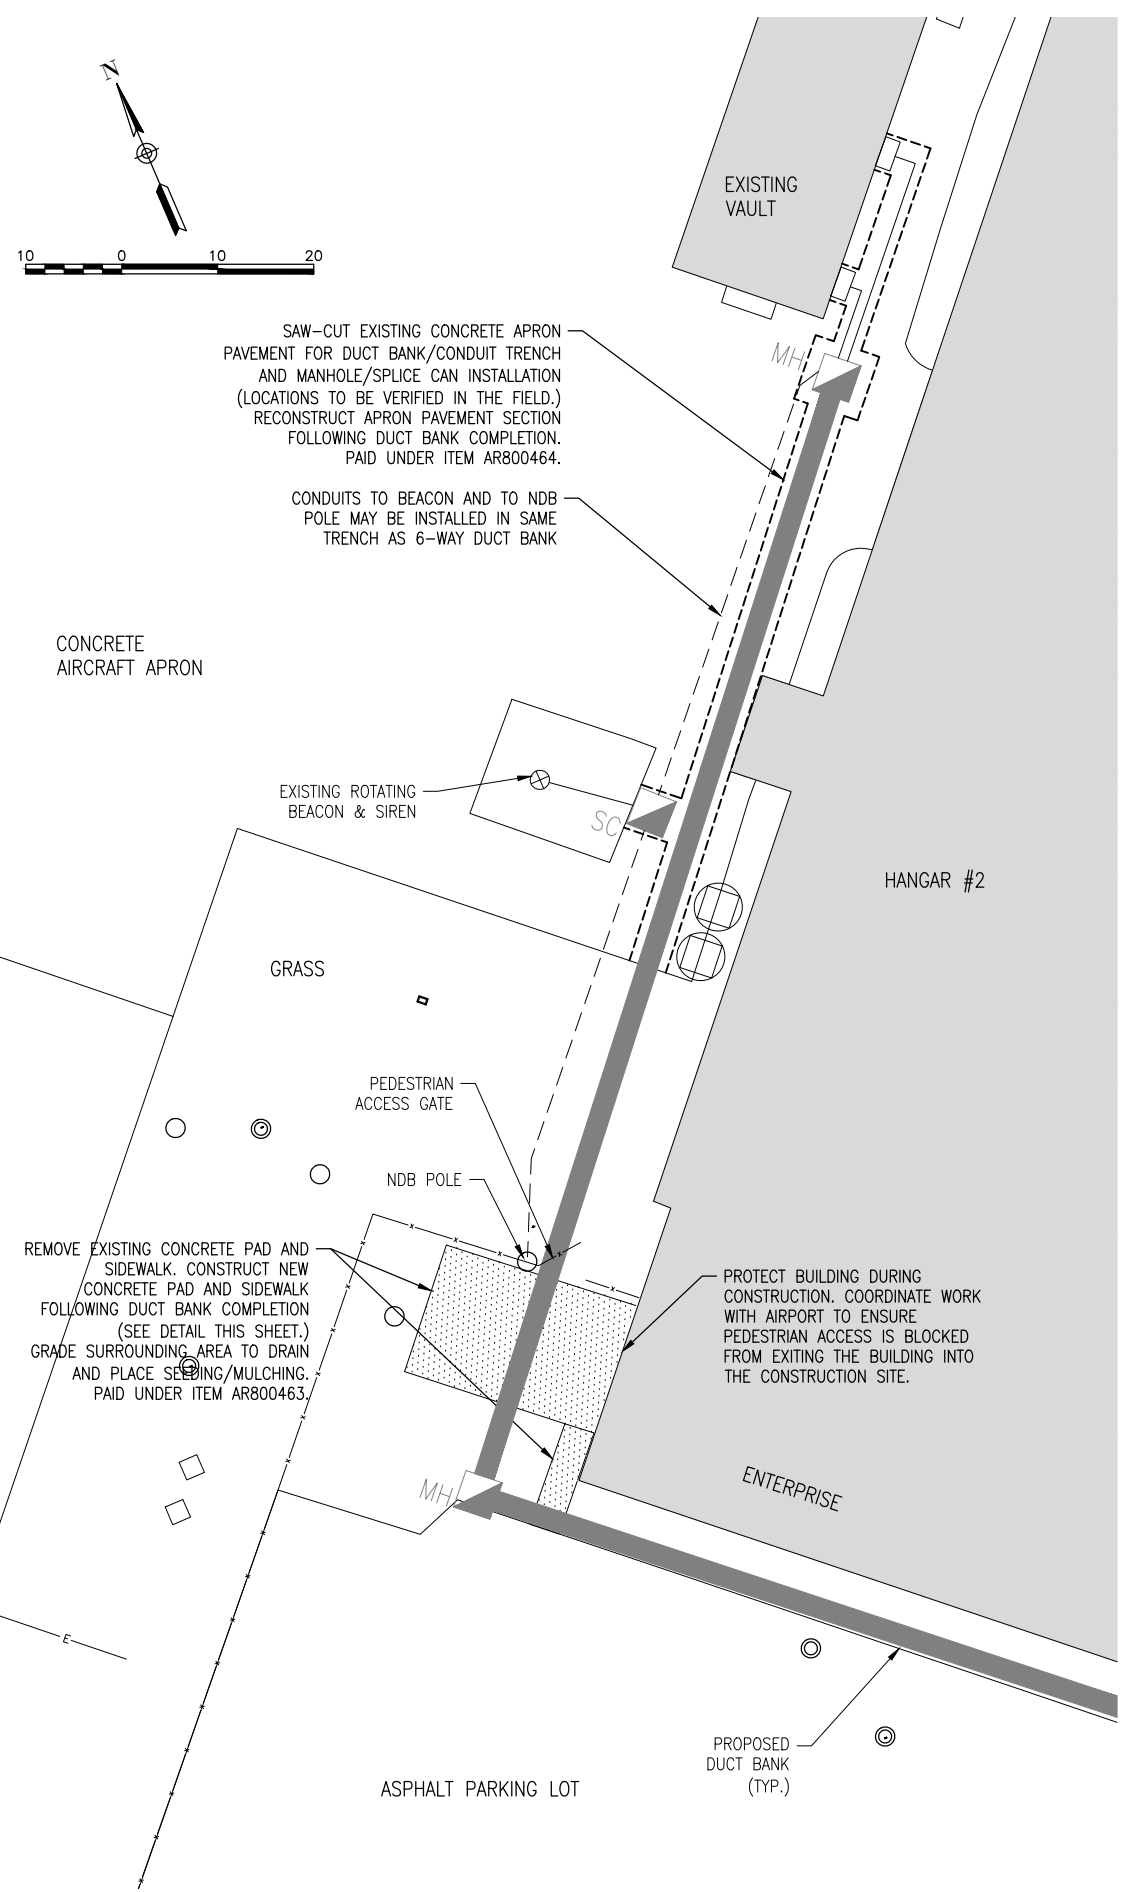 N
10 0 10 20
EXISTING
VAULT
SAW-CUT EXISTING CONCRETE APRON
PAVEMENT FOR DUCT BANK/CONDUIT TRENCH
AND MANHOLE/SPLICE CAN INSTALLATION
(LOCATIONS TO BE VERIFIED IN THE FIELD.)
RECONSTRUCT APRON PAVEMENT SECTION
FOLLOWING DUCT BANK COMPLETION.
PAID UNDER ITEM AR800464.
MH
CONDUITS TO BEACON AND TO NDB
POLE MAY BE INSTALLED IN SAME
TRENCH AS 6-WAY DUCT BANK
CONCRETE
AIRCRAFT APRON
EXISTING ROTATING
BEACON & SIREN
SC
HANGAR #2
GRASS
PEDESTRIAN
ACCESS GATE
NDB POLE
REMOVE EXISTING CONCRETE PAD AND
SIDEWALK. CONSTRUCT NEW
CONCRETE PAD AND SIDEWALK
FOLLOWING DUCT BANK COMPLETION
(SEE DETAIL THIS SHEET.)
GRADE SURROUNDING AREA TO DRAIN
AND PLACE SEEDING/MULCHING.
PAID UNDER ITEM AR800463.
PROTECT BUILDING DURING
CONSTRUCTION. COORDINATE WORK
WITH AIRPORT TO ENSURE
PEDESTRIAN ACCESS IS BLOCKED
FROM EXITING THE BUILDING INTO
THE CONSTRUCTION SITE.
MH
ENTERPRISE
E
PROPOSED
DUCT BANK
(TYP.)
ASPHALT PARKING LOT